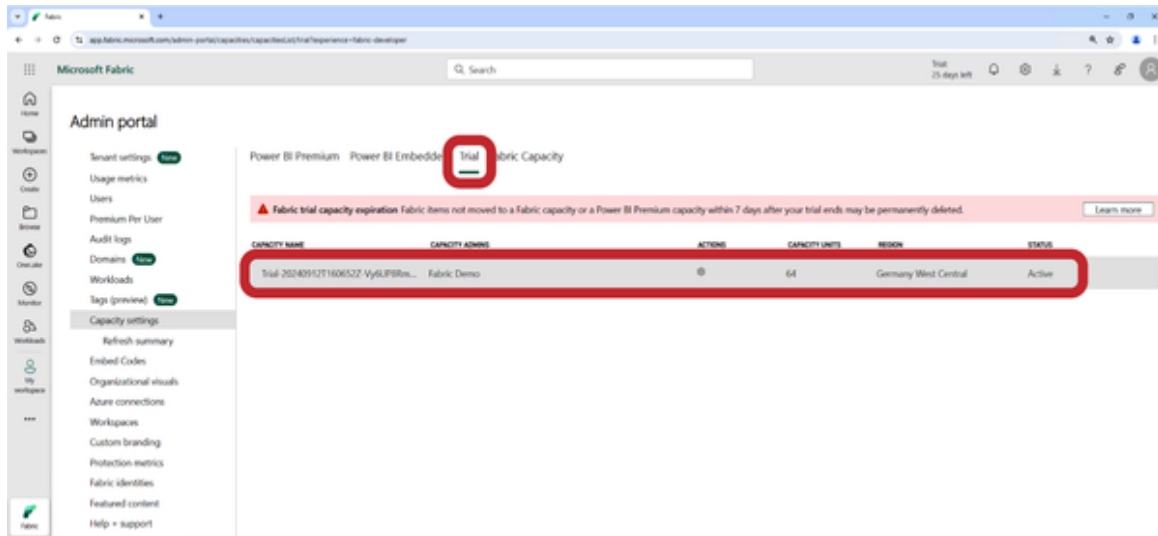 Fabric
app.fabric.microsoft.com/admin-portal/capacities/capacitiesList/trial?experience=fabric-developer
Microsoft Fabric
Search
Trial
25 days left
Home
Workspaces
Create
Browse
OneLake
Monitor
Workloads
My
workspace
Fabric
Admin portal
Tenant settings New
Usage metrics
Users
Premium Per User
Audit logs
Domains New
Workloads
Tags (preview) New
Capacity settings
Refresh summary
Embed Codes
Organizational visuals
Azure connections
Workspaces
Custom branding
Protection metrics
Fabric identities
Featured content
Help + support
Power BI Premium Power BI Embedde Trial abric Capacity
Fabric trial capacity expiration Fabric items not moved to a Fabric capacity or a Power BI Premium capacity within 7 days after your trial ends may be permanently deleted. Learn more
CAPACITY NAME CAPACITY ADMINS ACTIONS CAPACITY UNITS REGION STATUS
Fabric Demo 64 Germany West Central Active